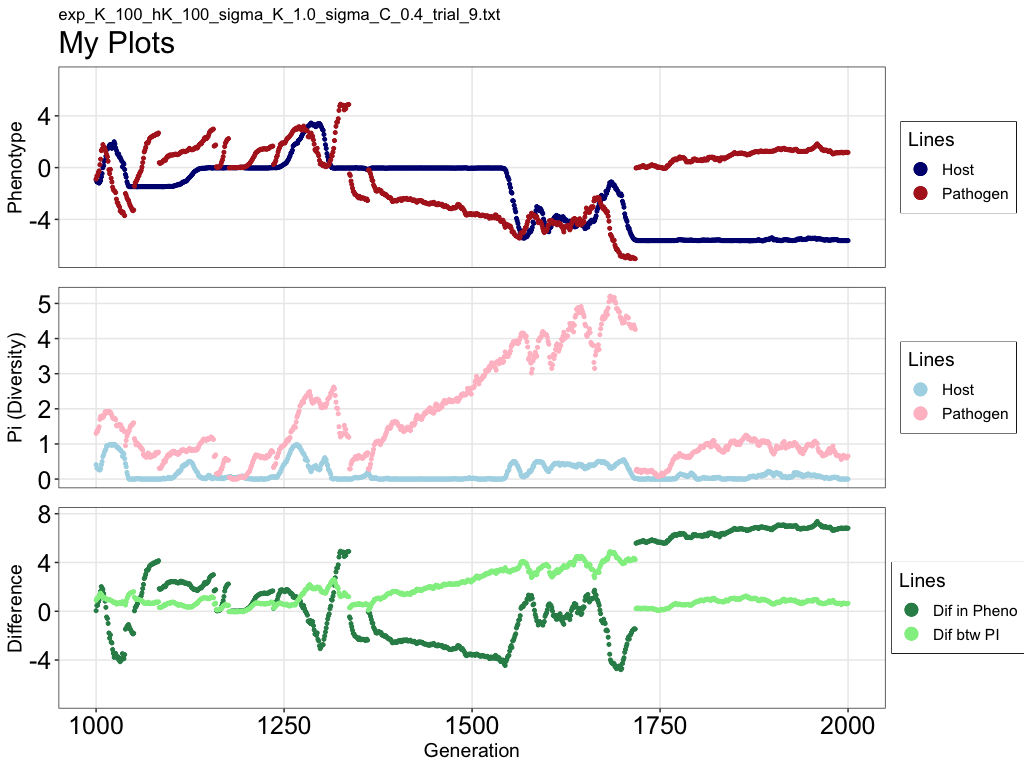 exp_K_100_hK_100_sigma_K_1.0_sigma_C_0.4_trial_9.txt
My Plots
Phenotype
4
0
-4
Lines
Host
Pathogen
Pi (Diversity)
5
4
3
2
1
0
Lines
Host
Pathogen
Difference
8
4
0
-4
Lines
Dif in Pheno
Dif btw PI
1000 1250 1500 1750 2000
Generation